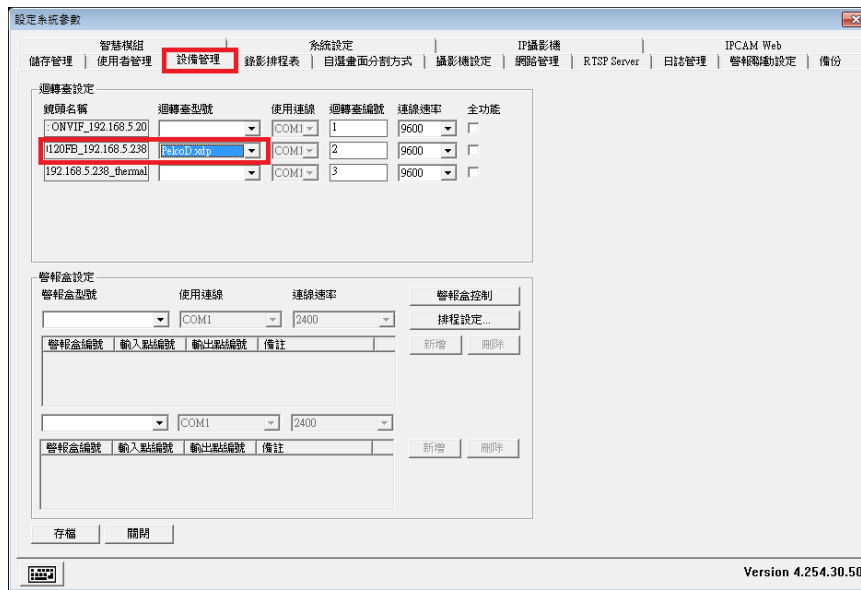 設定系統參數
智慧模組 系統設定 IP攝影機 IPCAM Web
儲存管理 使用者管理 設備管理 錄影排程表 自選畫面分割方式 攝影機設定 網路管理 RTSP Server 日誌管理 警報聯動設定 備份
迴轉臺設定
鏡頭名稱 迴轉臺型號 使用連線 迴轉臺編號 連線速率 全功能
: ONVIF_192.168.5.20 COM1 1 9600
120FB_192.168.5.238 PelcoD.xdp COM1 2 9600
192.168.5.238_thermal COM1 3 9600
警報盒設定
警報盒型號 使用連線 連線速率 警報盒控制
COM1 2400 排程設定...
警報盒編號 輸入點編號 輸出點編號 備註 新增 刪除
COM1 2400
警報盒編號 輸入點編號 輸出點編號 備註 新增 刪除
存檔 關閉
Version 4.254.30.50